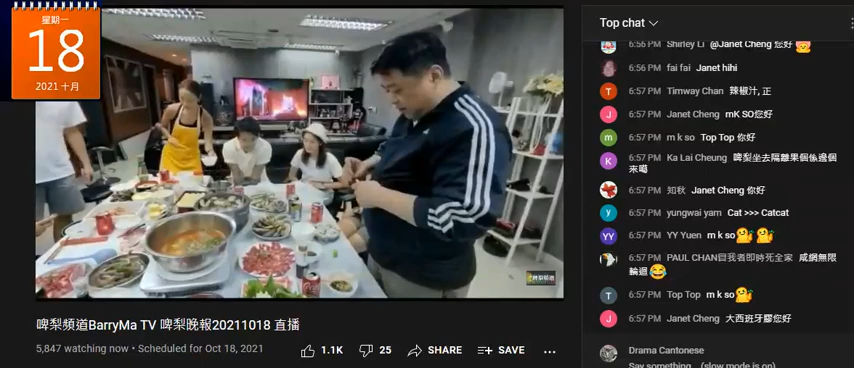 星期一
18
2021 十月
啤梨頻道
啤梨頻道BarryMa TV 啤梨晚報20211018 直播
5,847 watching now • Scheduled for Oct 18, 2021
1.1K
25
SHARE
SAVE
Top chat
6:56 PM Shirley Li @Janet Cheng 您好
6:56 PM fai fai Janet hihi
6:57 PM Timway Chan 辣椒汁, 正
6:57 PM Janet Cheng mK SO您好
6:57 PM m k so Top Top 你好
6:57 PM Ka Lai Cheung 啤梨坐去隔離果個係邊個
來㗎
6:57 PM 知秋 Janet Cheng 你好
6:57 PM yungwai yam Cat >>> Catcat
6:57 PM YY Yuen m k so
6:57 PM PAUL CHAN冚我者即時死全家 咸網無限
輪迴
6:57 PM Top Top m k so
6:57 PM Janet Cheng 大西班牙膠您好
Drama Cantonese
Say something... (slow mode is on)